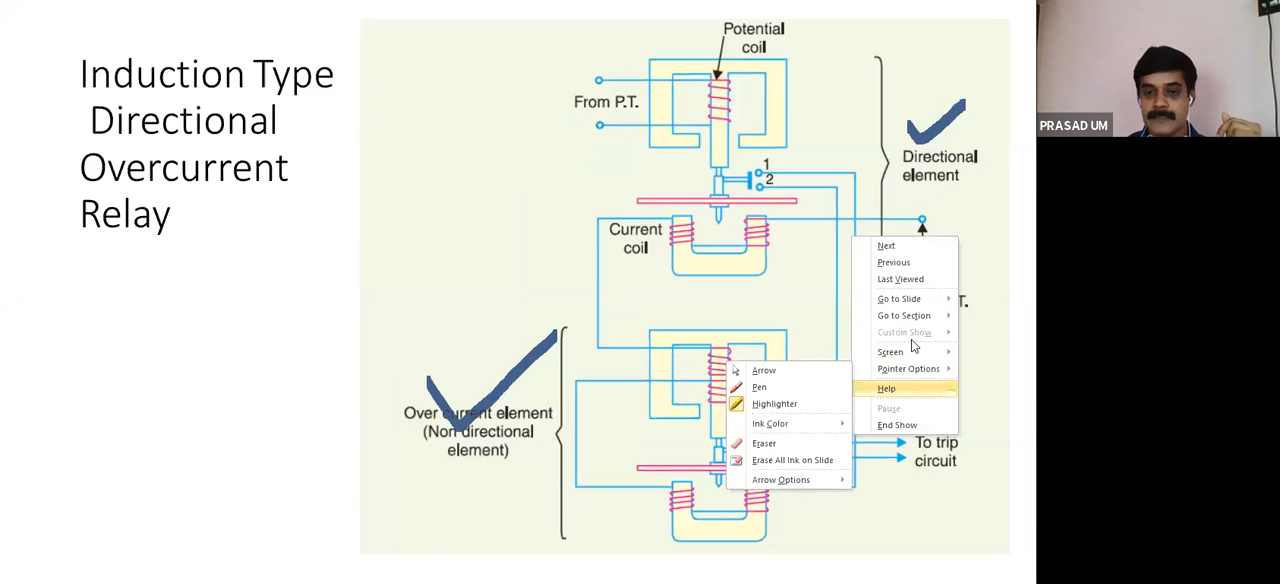 Induction Type
Directional
Overcurrent
Relay
Potential
coil
From P.T.
1
2
Directional
element
Current
coil
T.
Over current element
(Non directional
element)
To trip
circuit
Next
Previous
Last Viewed
Go to Slide
Go to Section
Custom Show
Screen
Pointer Options
Help
Pause
End Show
Arrow
Pen
Highlighter
Ink Color
Eraser
Erase All Ink on Slide
Arrow Options
PRASAD UM